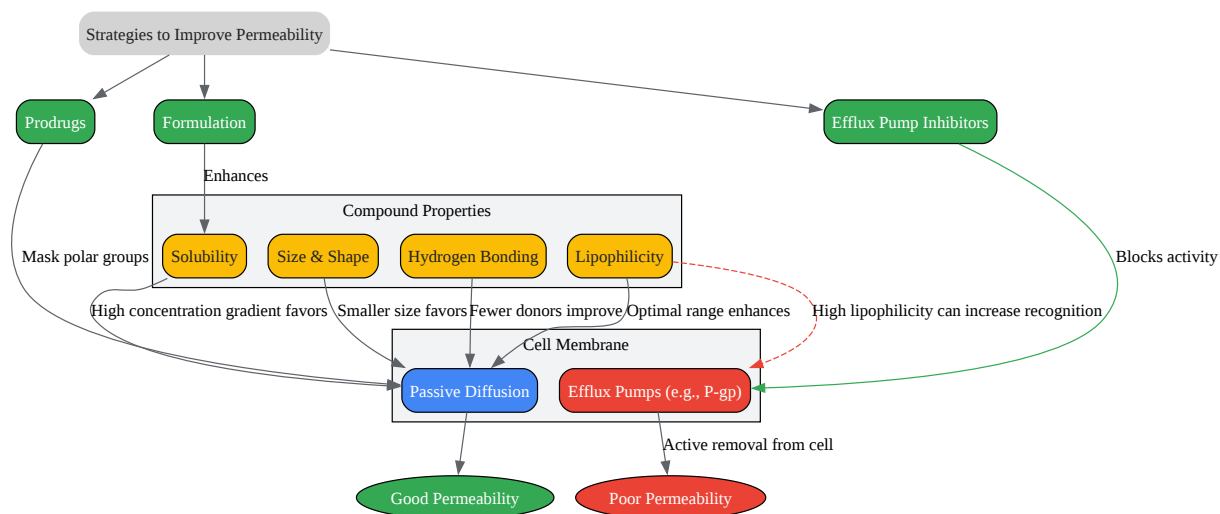 Strategies to Improve Permeability
Prodrugs
Formulation
Efflux Pump Inhibitors
Enhances
Compound Properties
Solubility
Size & Shape
Hydrogen Bonding
Lipophilicity
Mask polar groups
Blocks activity
High concentration gradient favors
Smaller size favors
Fewer donors improve
Optimal range enhances
High lipophilicity can increase recognition
Cell Membrane
Passive Diffusion
Efflux Pumps (e.g., P-gp)
Active removal from cell
Good Permeability
Poor Permeability